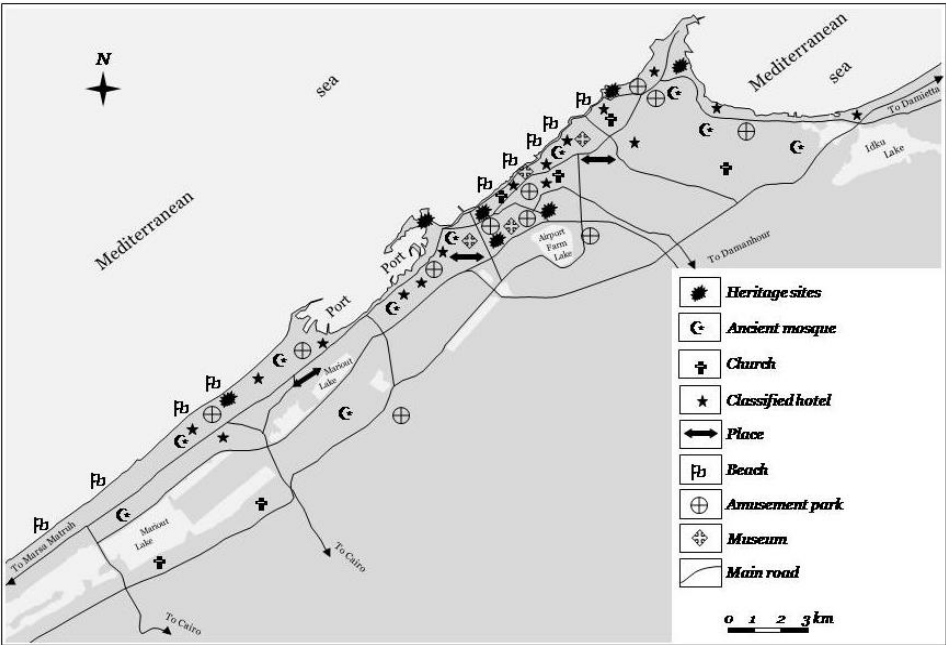 N
sea
Mediterranean
sea
Mediterranean
To Damietta
Idku
Lake
Port
Airport
Farm
Lake
To Damanhour
Port
Mariout
Lake
To Marsa Matruh
Mariout
Lake
To Cairo
To Cairo
Heritage sites
Ancient mosque
Church
Classified hotel
Place
Beach
Amusement park
Museum
Main road
0 1 2 3 km